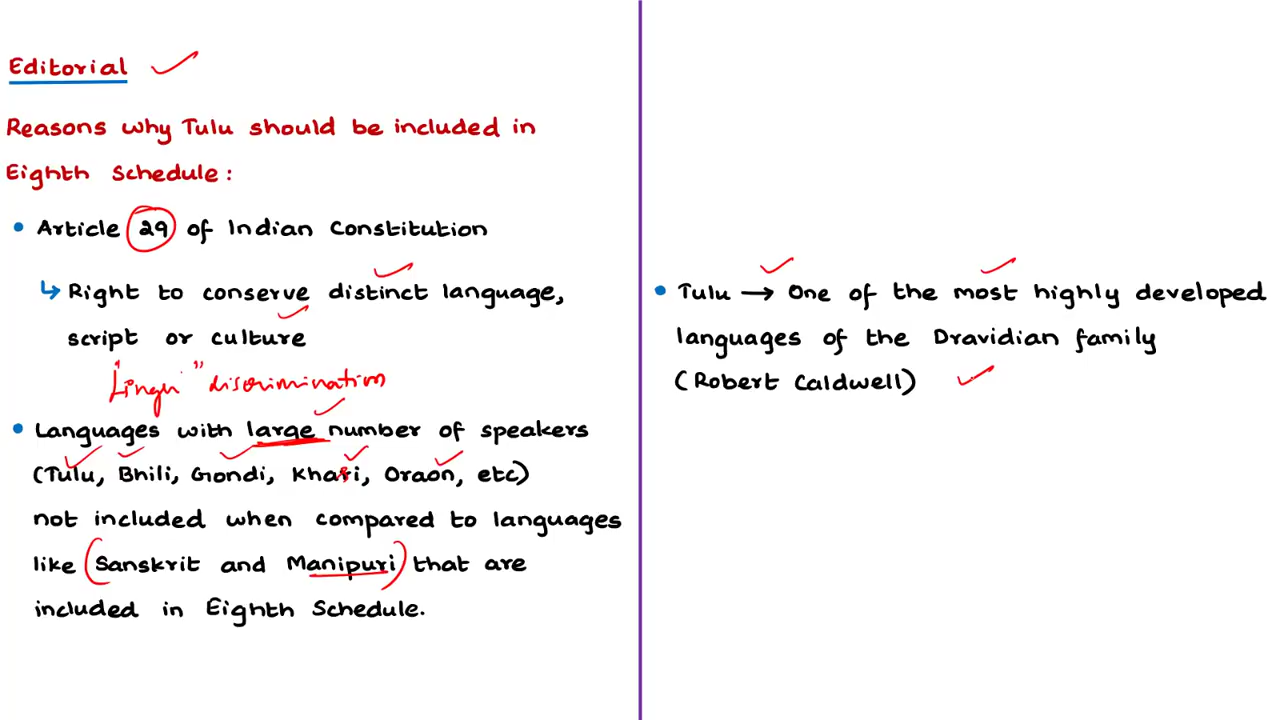 Editorial
Reasons why Tulu should be included in
Eighth Schedule:
• Article 29 of Indian Constitution
↳ Right to conserve distinct language,
script or culture
"Lingu" discrimination
• Languages with large number of speakers
(Tulu, Bhili, Gondi, Khari, Oraon, etc)
not included when compared to languages
like (Sanskrit and Manipuri) that are
included in Eighth Schedule.
• Tulu → One of the most highly developed
languages of the Dravidian family
(Robert Caldwell)